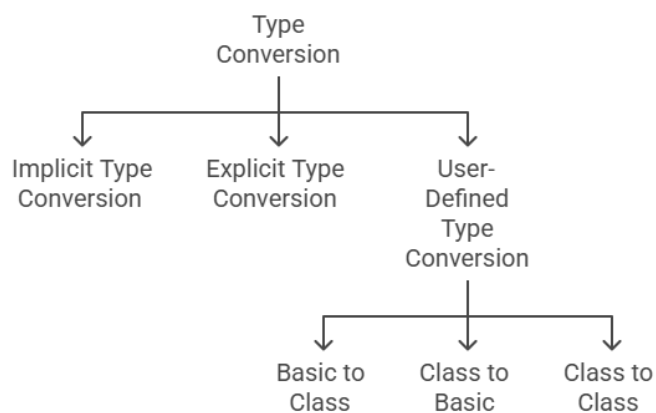 Type
Conversion
Implicit Type
Conversion
Explicit Type
Conversion
User-
Defined
Type
Conversion
Basic to
Class
Class to
Basic
Class to
Class